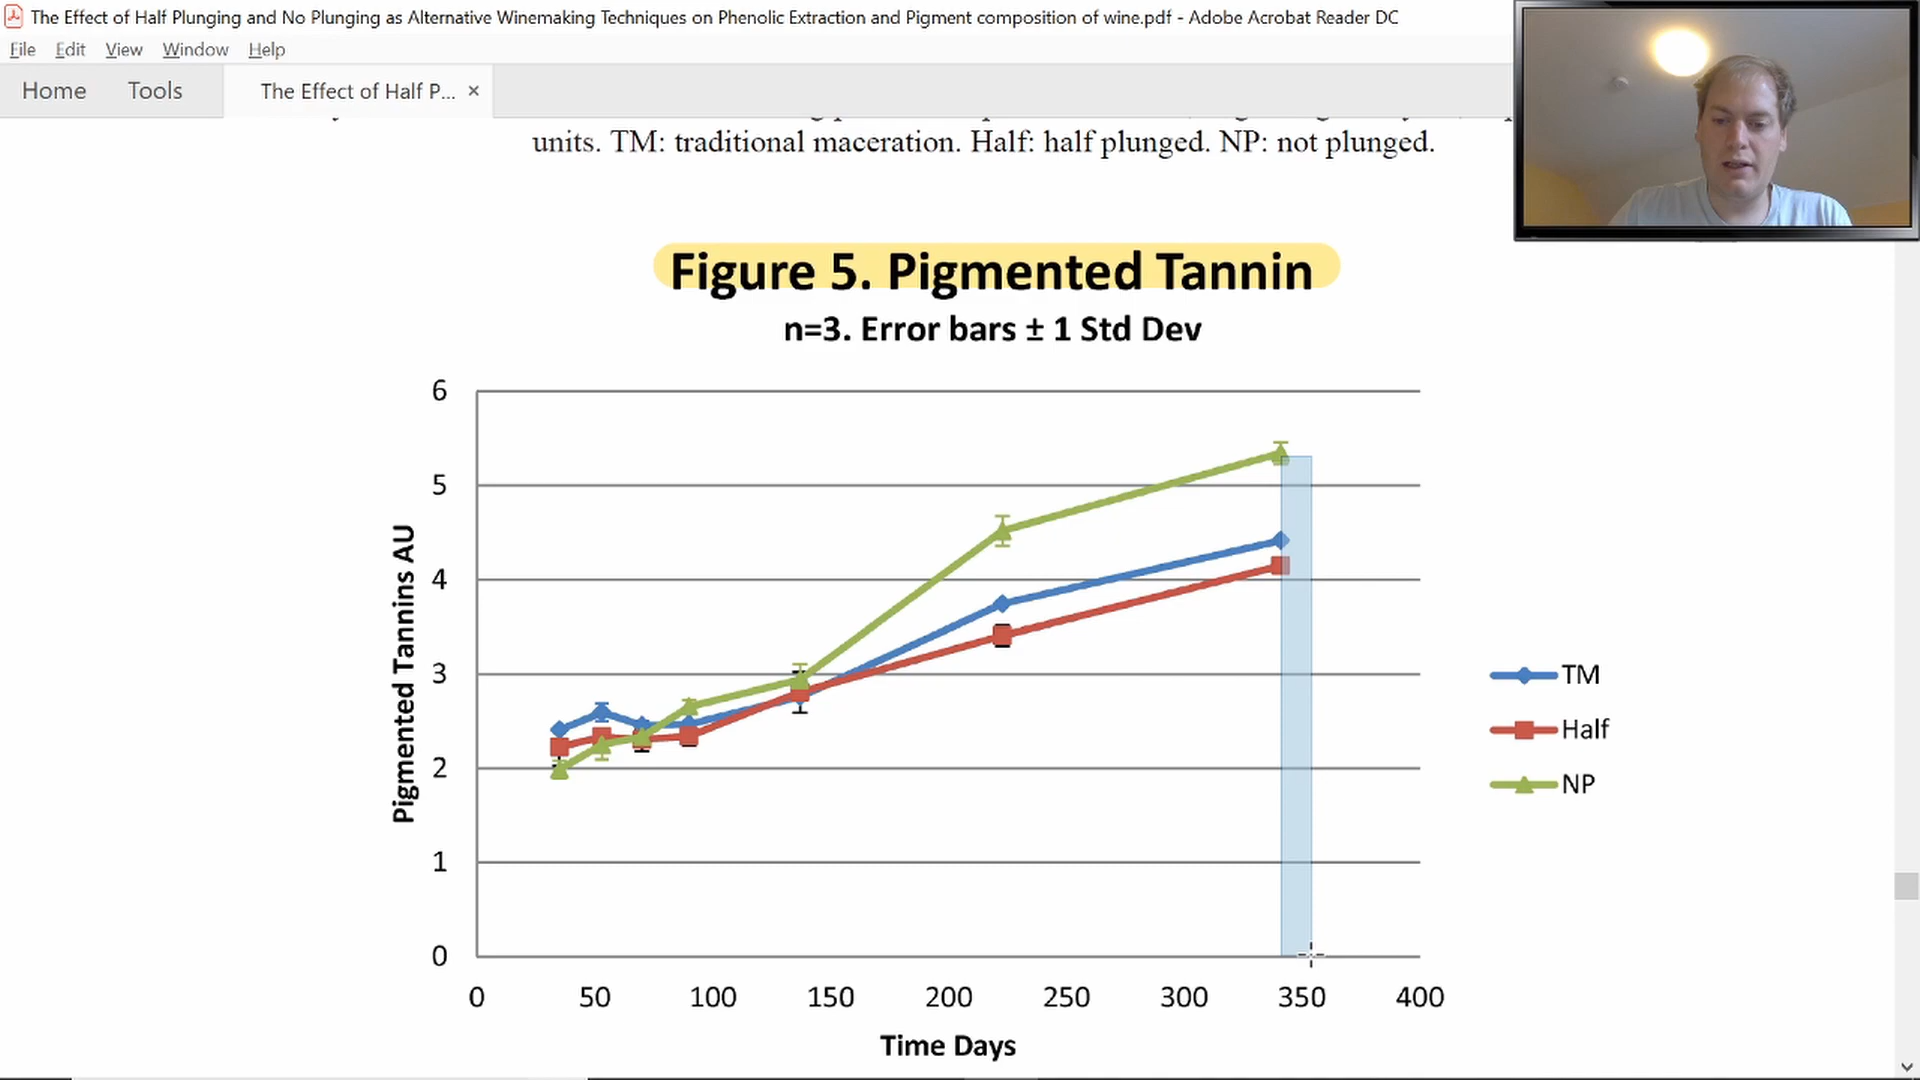 The Effect of Half Plunging and No Plunging as Alternative Winemaking Techniques on Phenolic Extraction and Pigment composition of wine.pdf - Adobe Acrobat Reader DC
File Edit View Window Help
Home Tools The Effect of Half P... ×
units. TM: traditional maceration. Half: half plunged. NP: not plunged.
Figure 5. Pigmented Tannin
n=3. Error bars ± 1 Std Dev
Pigmented Tannins AU
6
5
4
3
2
1
0
0 50 100 150 200 250 300 350 400
Time Days
TM
Half
NP